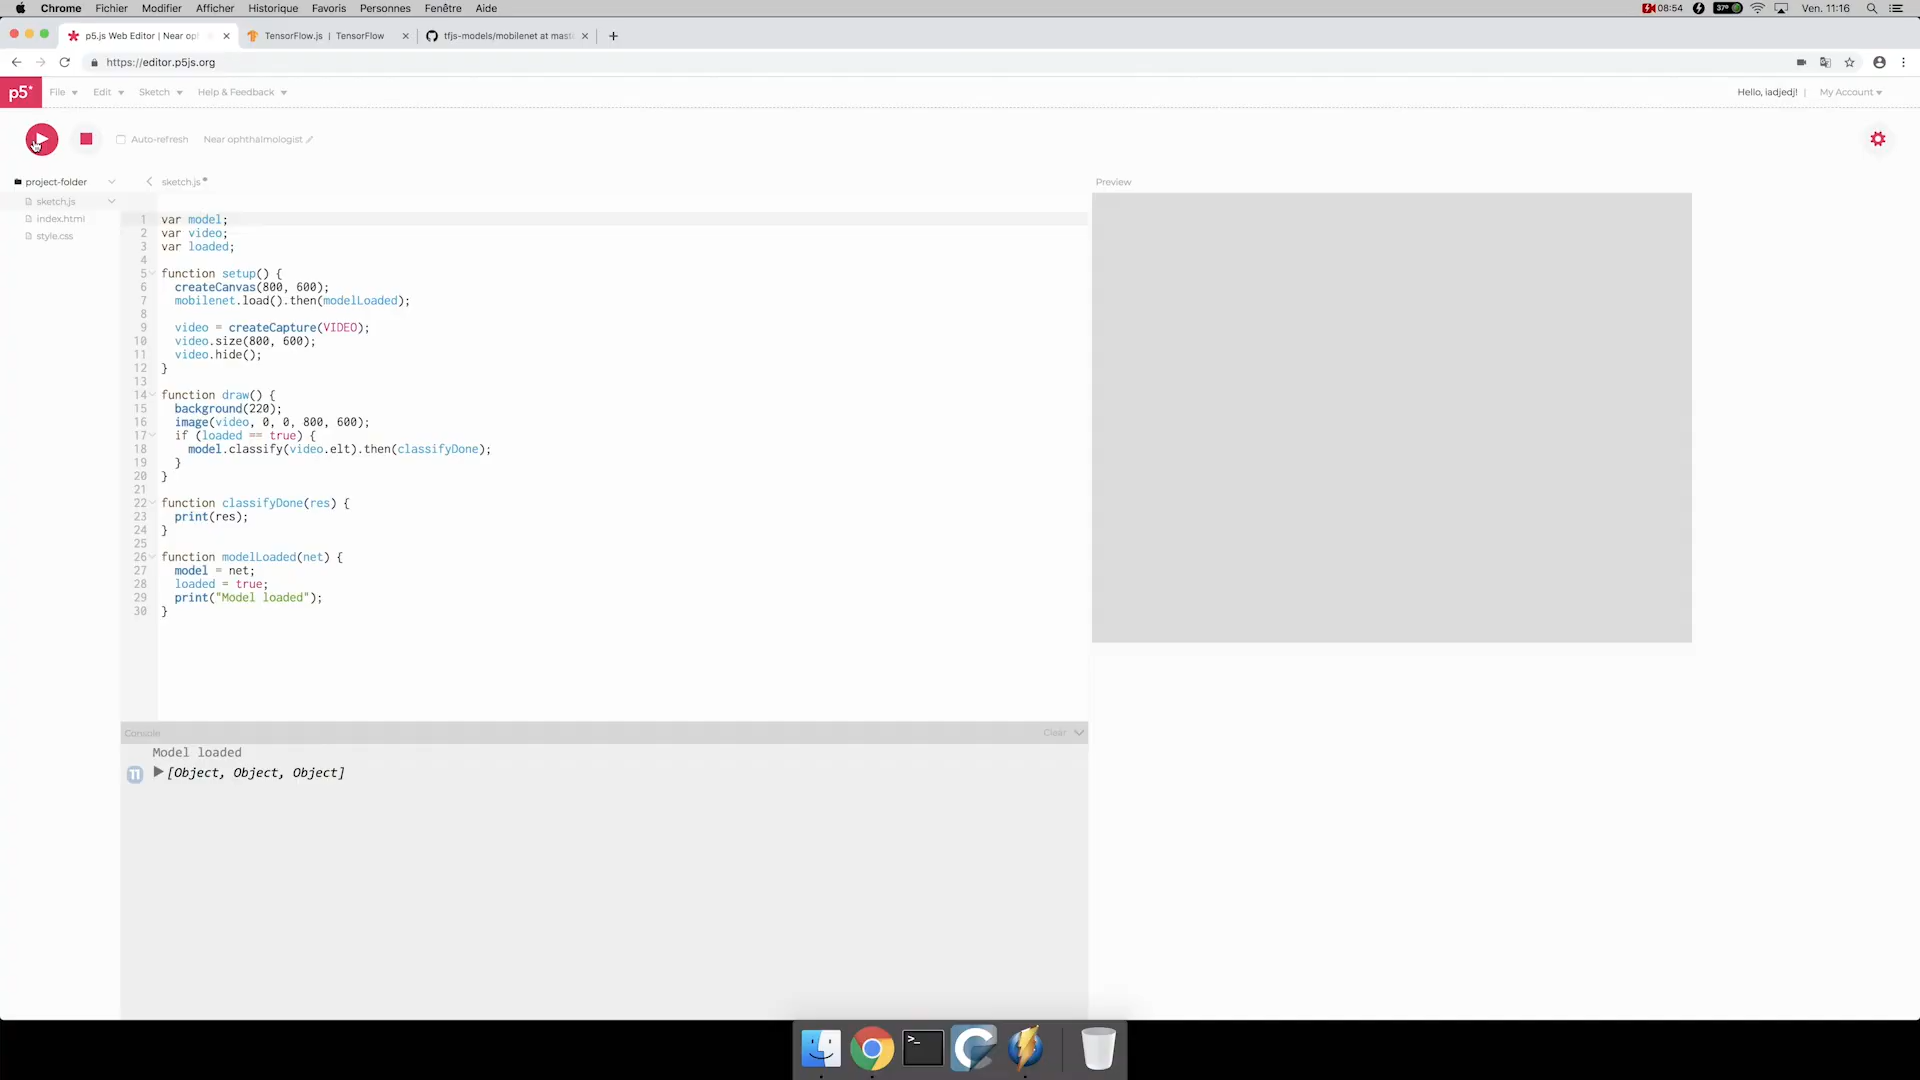 Chrome Fichier Modifier Afficher Historique Favoris Personnes Fenêtre Aide 08:54 37° Ven. 11:16
p5.js Web Editor | Near op TensorFlow.js | TensorFlow tfjs-models/mobilenet at mast
https://editor.p5js.org
p5* File Edit Sketch Help & Feedback Hello, iadjedj! | My Account
Auto-refresh Near ophthalmologist
project-folder sketch.js Preview
sketch.js
index.html
style.css
1 var model;
2 var video;
3 var loaded;
4
5 function setup() {
6 createCanvas(800, 600);
7 mobilenet.load().then(modelLoaded);
8
9 video = createCapture(VIDEO);
10 video.size(800, 600);
11 video.hide();
12 }
13
14 function draw() {
15 background(220);
16 image(video, 0, 0, 800, 600);
17 if (loaded == true) {
18 model.classify(video.elt).then(classifyDone);
19 }
20 }
21
22 function classifyDone(res) {
23 print(res);
24 }
25
26 function modelLoaded(net) {
27 model = net;
28 loaded = true;
29 print("Model loaded");
30 }
Console Clear
Model loaded
11 [Object, Object, Object]
>_